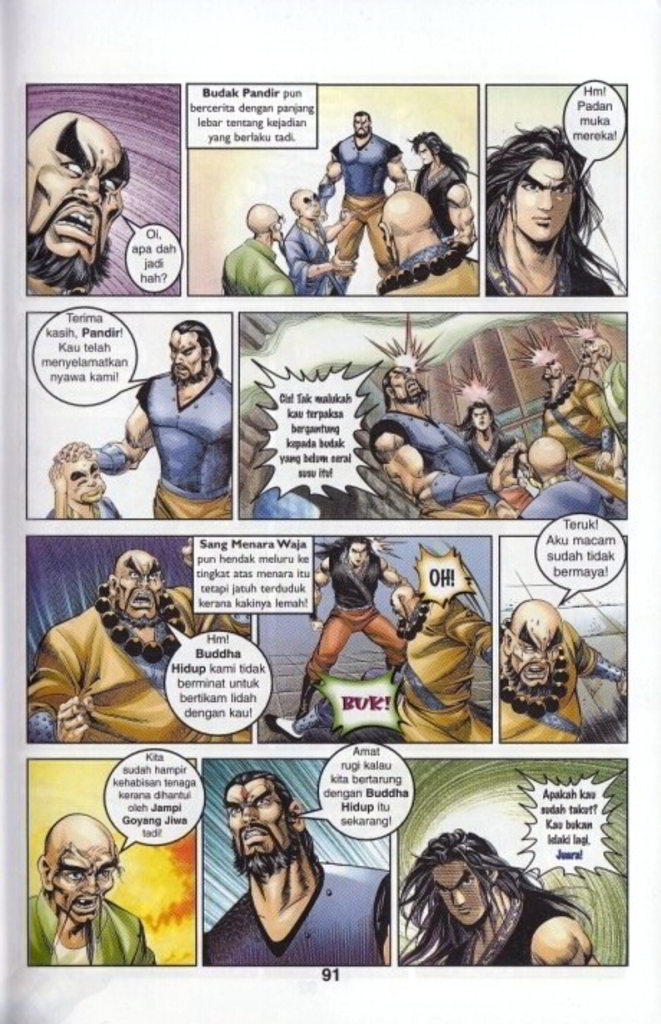 Oi,
apa dah
jadi
hah?
Budak Pandir pun
bercerita dengan panjang
lebar tentang kejadian
yang berlaku tadi.
Hm!
Padan
muka
mereka!
Terima
kasih, Pandir!
Kau telah
menyelamatkan
nyawa kami!
Cis! Tak malukah
kau terpaksa
bergantung
kepada budak
yang belum cerai
susu itu!
Hm!
Buddha
Hidup kami tidak
berminat untuk
bertikam lidah
dengan kau!
Sang Menara Waja
pun hendak meluru ke
tingkat atas menara itu
tetapi jatuh terduduk
kerana kakinya lemah!
OH!
BUK!
Teruk!
Aku macam
sudah tidak
bermaya!
Kita
sudah hampir
kehabisan tenaga
kerana dihantui
oleh Jampi
Goyang Jiwa
tadi!
Amat
rugi kalau
kita bertarung
dengan Buddha
Hidup itu
sekarang!
Apakah kau
sudah takut?
Kau bukan
lelaki lagi,
Juara!
91